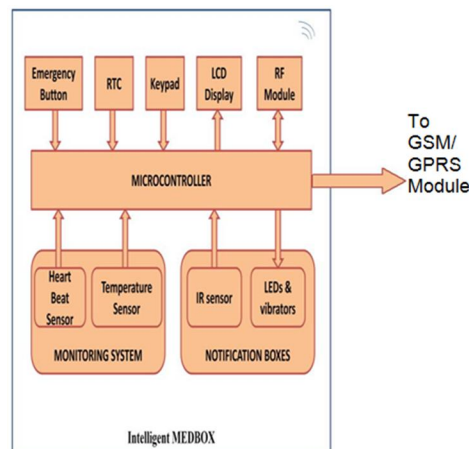 Emergency
Button
RTC
Keypad
LCD
Display
RF
Module
To
GSM/
GPRS
Module
MICROCONTROLLER
Heart
Beat
Sensor
Temperature
Sensor
IR sensor
LEDs &
vibrators
MONITORING SYSTEM
NOTIFICATION BOXES
Intelligent MEDBOX